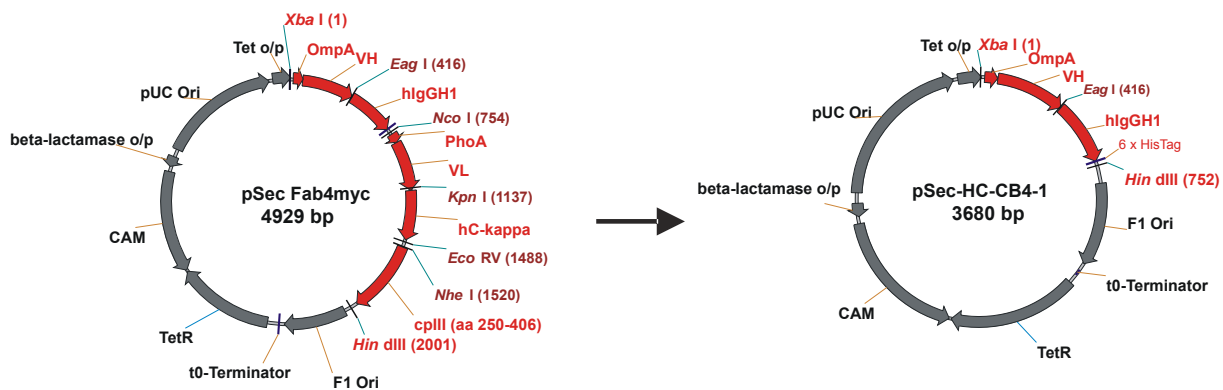 Xba I (1)
Tet o/p
OmpA
VH
Eag I (416)
hIgGH1
Nco I (754)
PhoA
VL
Kpn I (1137)
hC-kappa
Eco RV (1488)
Nhe I (1520)
cpIII (aa 250-406)
Hin dIII (2001)
F1 Ori
t0-Terminator
TetR
CAM
beta-lactamase o/p
pUC Ori
pSec Fab4myc
4929 bp
Tet o/p
Xba I (1)
OmpA
VH
Eag I (416)
hIgGH1
6 x HisTag
Hin dIII (752)
F1 Ori
t0-Terminator
TetR
CAM
beta-lactamase o/p
pUC Ori
pSec-HC-CB4-1
3680 bp